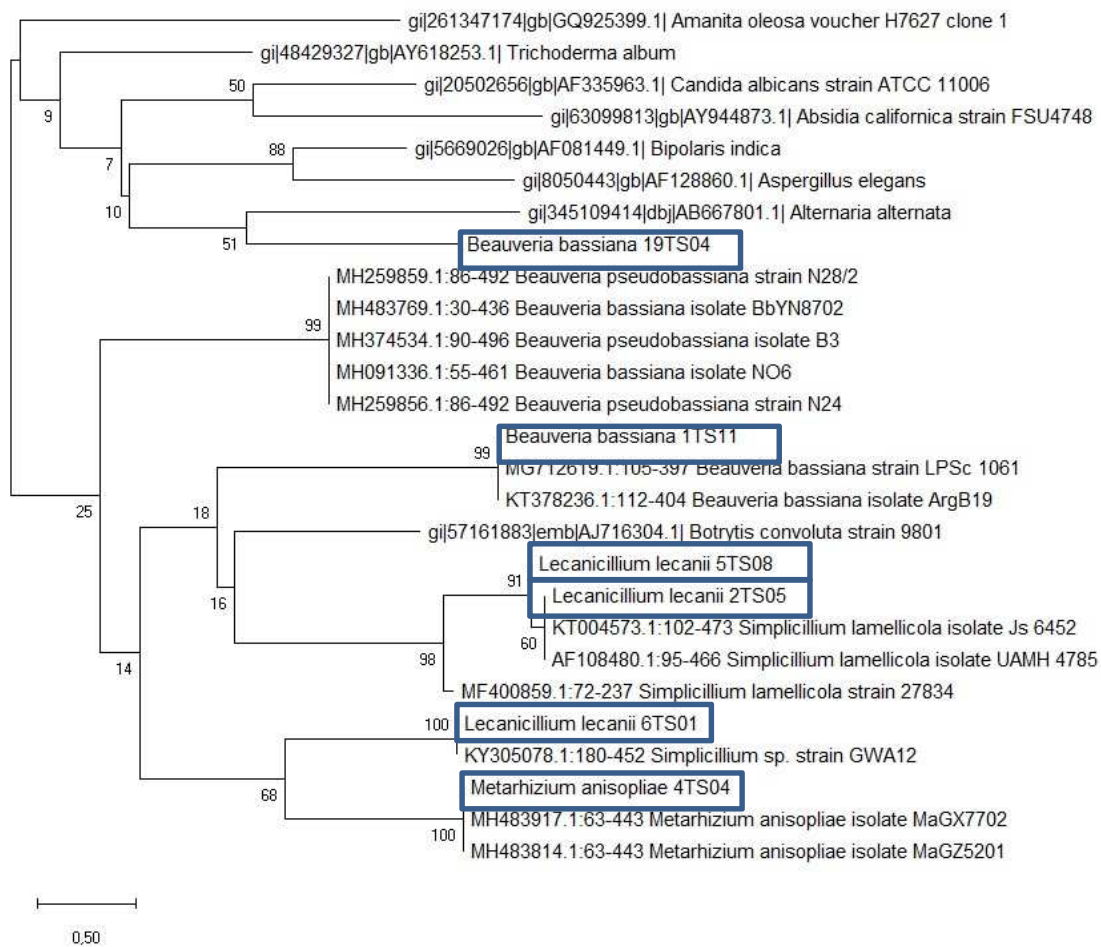 gi|261347174|gb|GQ925399.1| Amanita oleosa voucher H7627 clone 1
gi|48429327|gb|AY618253.1| Trichoderma album
50
gi|20502656|gb|AF335963.1| Candida albicans strain ATCC 11006
9
gi|63099813|gb|AY944873.1| Absidia californica strain FSU4748
88
gi|5669026|gb|AF081449.1| Bipolaris indica
7
gi|8050443|gb|AF128860.1| Aspergillus elegans
10
gi|345109414|dbj|AB667801.1| Alternaria alternata
51
Beauveria bassiana 19TS04
MH259859.1:86-492 Beauveria pseudobassiana strain N28/2
MH483769.1:30-436 Beauveria bassiana isolate BbYN8702
99
MH374534.1:90-496 Beauveria pseudobassiana isolate B3
MH091336.1:55-461 Beauveria bassiana isolate NO6
MH259856.1:86-492 Beauveria pseudobassiana strain N24
Beauveria bassiana 1TS11
99
MG712619.1:105-397 Beauveria bassiana strain LPSc 1061
KT378236.1:112-404 Beauveria bassiana isolate ArgB19
25
18
gi|57161883|emb|AJ716304.1| Botrytis convoluta strain 9801
Lecanicillium lecanii 5TS08
91
Lecanicillium lecanii 2TS05
16
KT004573.1:102-473 Simplicillium lamellicola isolate Js 6452
60
AF108480.1:95-466 Simplicillium lamellicola isolate UAMH 4785
14
98
MF400859.1:72-237 Simplicillium lamellicola strain 27834
100
Lecanicillium lecanii 6TS01
KY305078.1:180-452 Simplicillium sp. strain GWA12
68
Metarhizium anisopliae 4TS04
MH483917.1:63-443 Metarhizium anisopliae isolate MaGX7702
100
MH483814.1:63-443 Metarhizium anisopliae isolate MaGZ5201
0,50